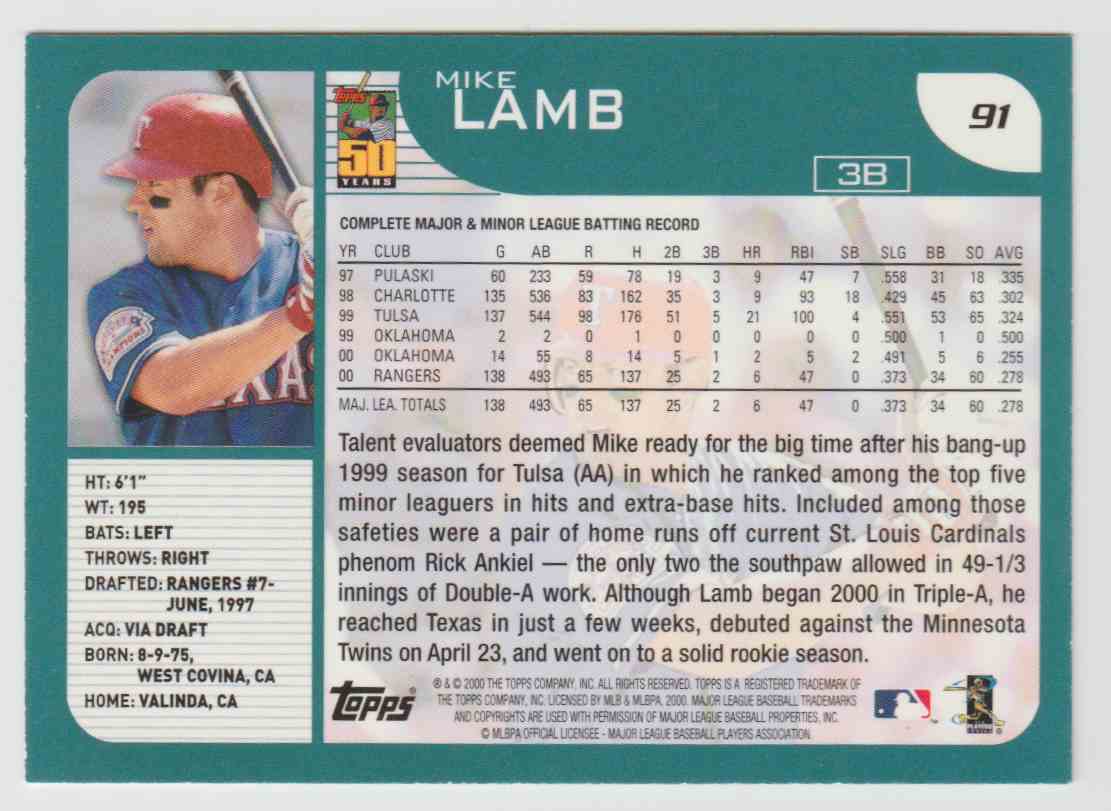 MIKE
LAMB
91
3B
TOPPS
50
YEARS
T
TEXAS
COMPLETE MAJOR & MINOR LEAGUE BATTING RECORD
YR CLUB G AB R H 2B 3B HR RBI SB SLG BB SO AVG
97 PULASKI 60 233 59 78 19 3 9 47 7 .558 31 18 .335
98 CHARLOTTE 135 536 83 162 35 3 9 93 18 .429 45 63 .302
99 TULSA 137 544 98 176 51 5 21 100 4 .551 53 65 .324
99 OKLAHOMA 2 2 0 1 0 0 0 0 0 .500 1 0 .500
00 OKLAHOMA 14 55 8 14 5 1 2 5 2 .491 5 6 .255
00 RANGERS 138 493 65 137 25 2 6 47 0 .373 34 60 .278
MAJ. LEA. TOTALS 138 493 65 137 25 2 6 47 0 .373 34 60 .278
Talent evaluators deemed Mike ready for the big time after his bang-up
1999 season for Tulsa (AA) in which he ranked among the top five
minor leaguers in hits and extra-base hits. Included among those
safeties were a pair of home runs off current St. Louis Cardinals
phenom Rick Ankiel — the only two the southpaw allowed in 49-1/3
innings of Double-A work. Although Lamb began 2000 in Triple-A, he
reached Texas in just a few weeks, debuted against the Minnesota
Twins on April 23, and went on to a solid rookie season.
HT: 6'1"
WT: 195
BATS: LEFT
THROWS: RIGHT
DRAFTED: RANGERS #7-
JUNE, 1997
ACQ: VIA DRAFT
BORN: 8-9-75,
WEST COVINA, CA
HOME: VALINDA, CA
Topps
® & © 2000 THE TOPPS COMPANY, INC. ALL RIGHTS RESERVED. TOPPS IS A REGISTERED TRADEMARK OF
THE TOPPS COMPANY, INC. LICENSED BY MLB & MLBPA, 2000. MAJOR LEAGUE BASEBALL TRADEMARKS
AND COPYRIGHTS ARE USED WITH PERMISSION OF MAJOR LEAGUE BASEBALL PROPERTIES, INC.
© MLBPA OFFICIAL LICENSEE - MAJOR LEAGUE BASEBALL PLAYERS ASSOCIATION.